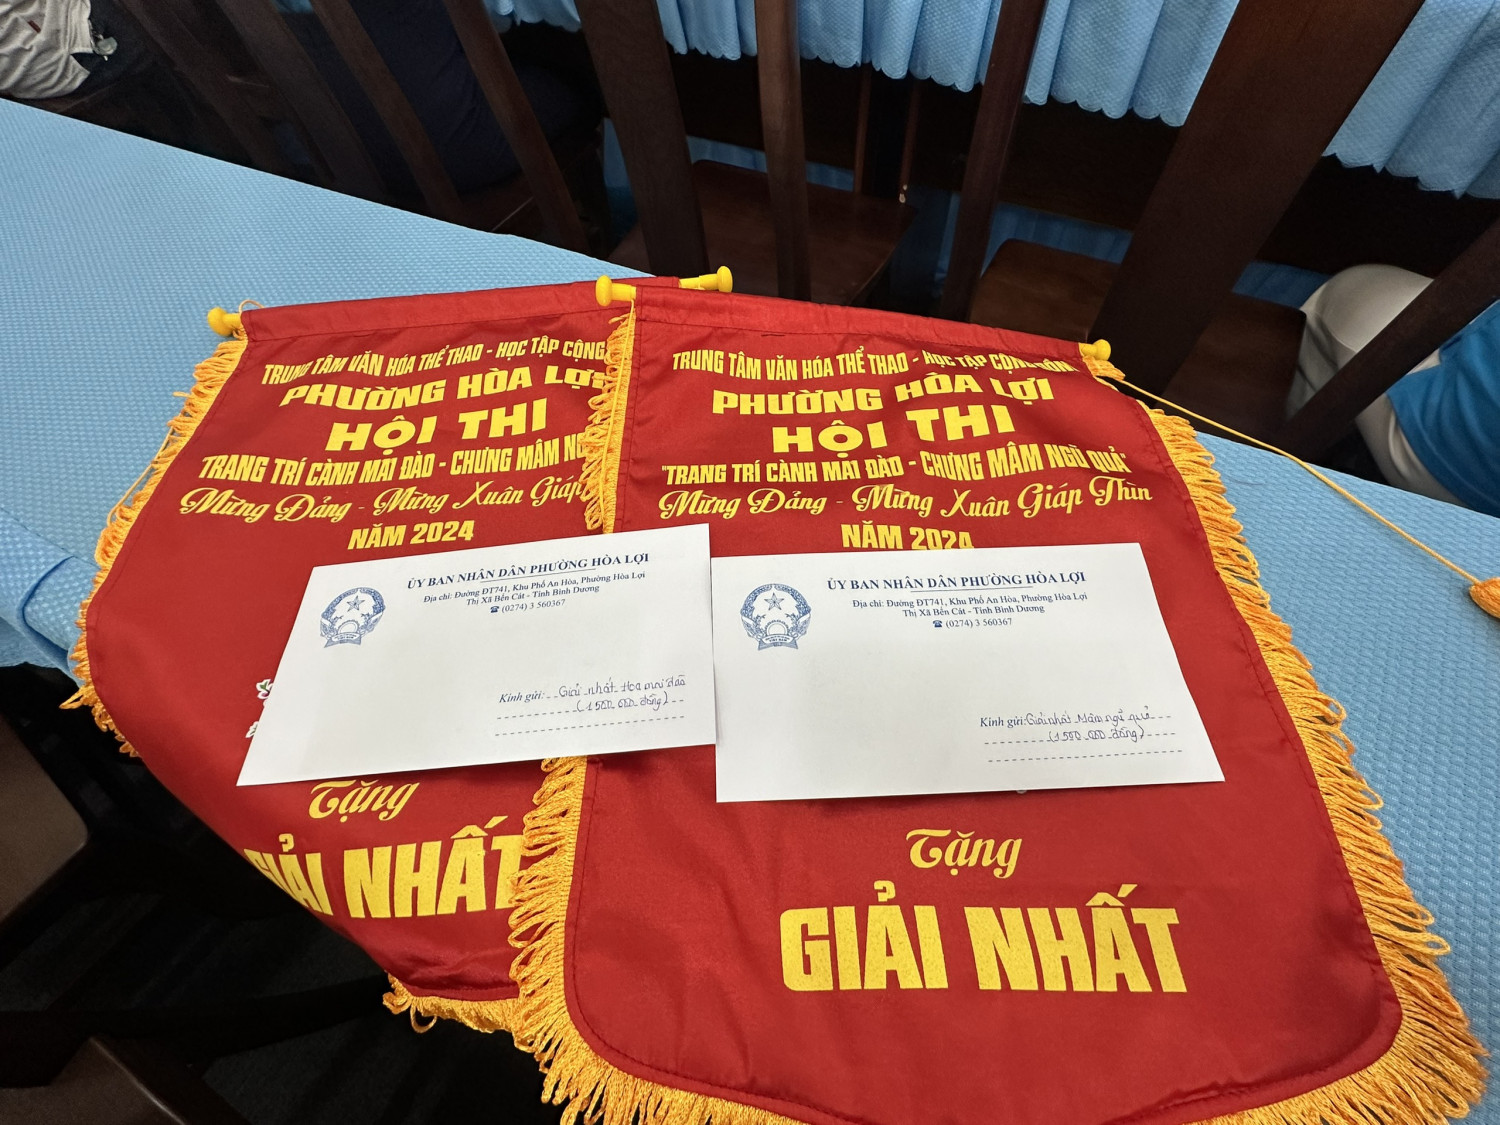 TRUNG TÂM VĂN HÓA THỂ THAO - HỌC TẬP CỘNG
PHƯỜNG HÒA LỢI
HỘI THI
TRANG TRÍ CÀNH MAI ĐÀO - CHƯNG MÂM
Mừng Đảng - Mừng Xuân Giáp
NĂM 2024
ỦY BAN NHÂN DÂN PHƯỜNG HÒA LỢI
Địa chỉ: Đường ĐT741, Khu Phố An Hòa, Phường Hòa Lợi
Thị Xã Bến Cát - Tỉnh Bình Dương
☎ (0274) 3 560367
Kính gửi: Giải nhất Hoa mai đào
(1500 000 đồng)
Tặng
GIẢI NHẤT
TRUNG TÂM VĂN HÓA THỂ THAO - HỌC TẬP CỘNG ĐỒNG
PHƯỜNG HÒA LỢI
HỘI THI
"TRANG TRÍ CÀNH MAI ĐÀO - CHƯNG MÂM NGŨ QUẢ"
Mừng Đảng - Mừng Xuân Giáp Thìn
NĂM 2024
ỦY BAN NHÂN DÂN PHƯỜNG HÒA LỢI
Địa chỉ: Đường ĐT741, Khu Phố An Hòa, Phường Hòa Lợi
Thị Xã Bến Cát - Tỉnh Bình Dương
☎ (0274) 3 560367
Kính gửi: Giải nhất Mâm ngũ quả
(1500 000 đồng)
Tặng
GIẢI NHẤT